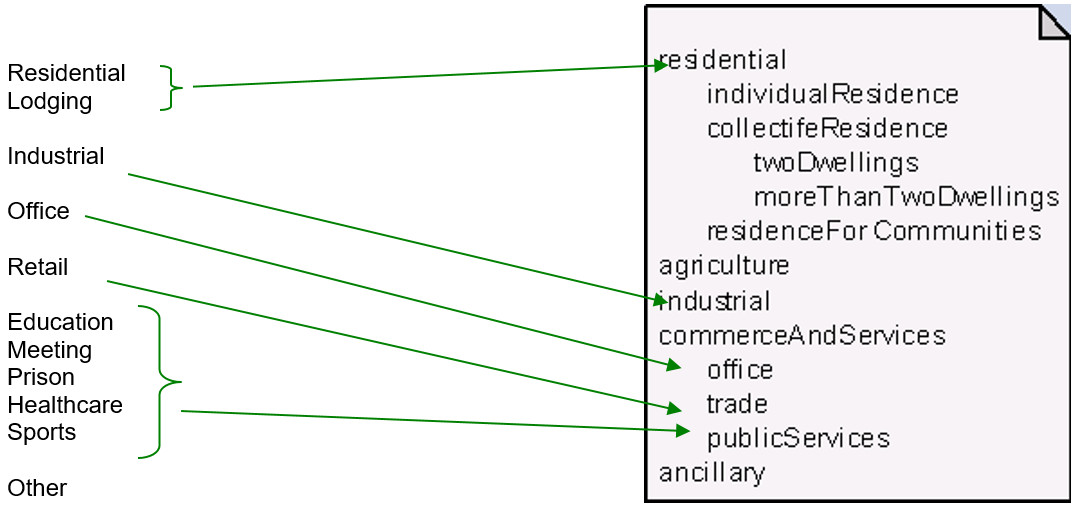 Residential
Lodging
Industrial
Office
Retail
Education
Meeting
Prison
Healthcare
Sports
Other
residential
individualResidence
collectifeResidence
twoDwellings
moreThanTwoDwellings
residenceFor Communities
agriculture
industrial
commerceAndServices
office
trade
publicServices
ancillary